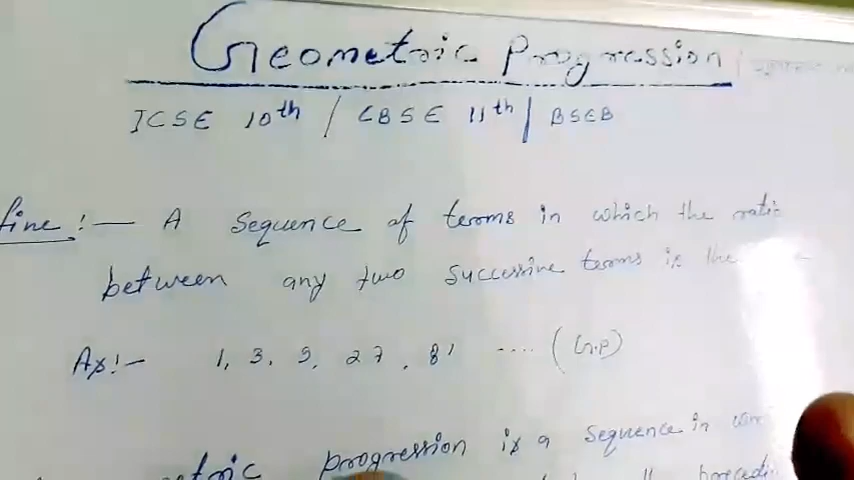 Geometric Progression
ICSE 10th / CBSE 11th | BSEB
fine :— A sequence of terms in which the ratio
between any two successive terms is the
Ax:— 1, 3, 9, 27, 81 .... (G.P)
progression is a sequence in